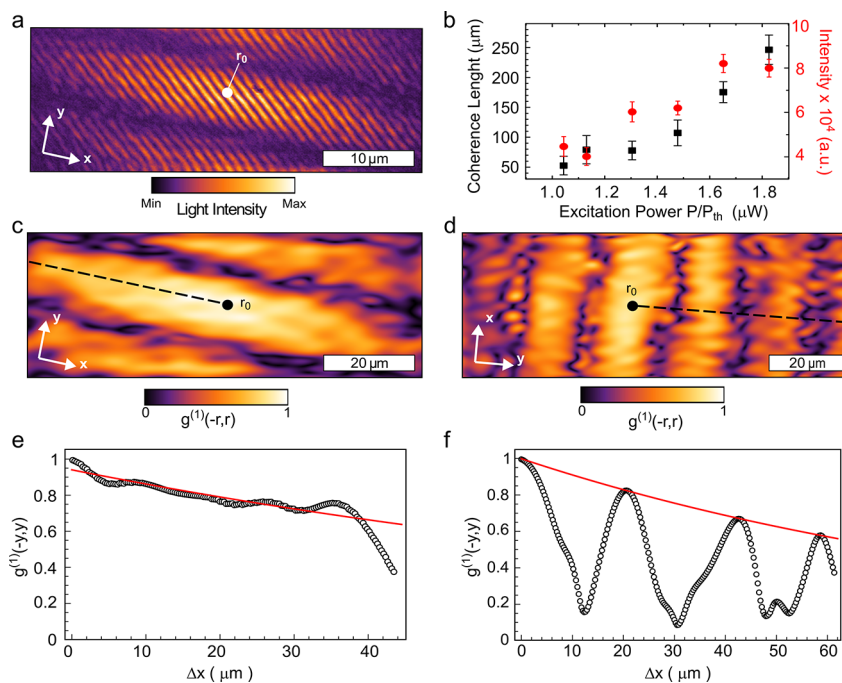 a
r0
y
x
10 μm
Min
Max
Light Intensity
b
Coherence Lenght (μm)
250
200
150
100
50
10
8
6
4
Intensity x 10⁴ (a.u.)
1.0 1.2 1.4 1.6 1.8
Excitation Power P/Pth (μW)
c
r0
y
x
20 μm
0 1
g(1)(-r,r)
d
r0
x
y
20 μm
0 1
g(1)(-r,r)
e
g(1)(-y,y)
1
0.8
0.6
0.4
0.2
0
0 10 20 30 40
Δx ( μm)
f
g(1)(-y,y)
1
0.8
0.6
0.4
0.2
0
0 10 20 30 40 50 60
Δx ( μm)